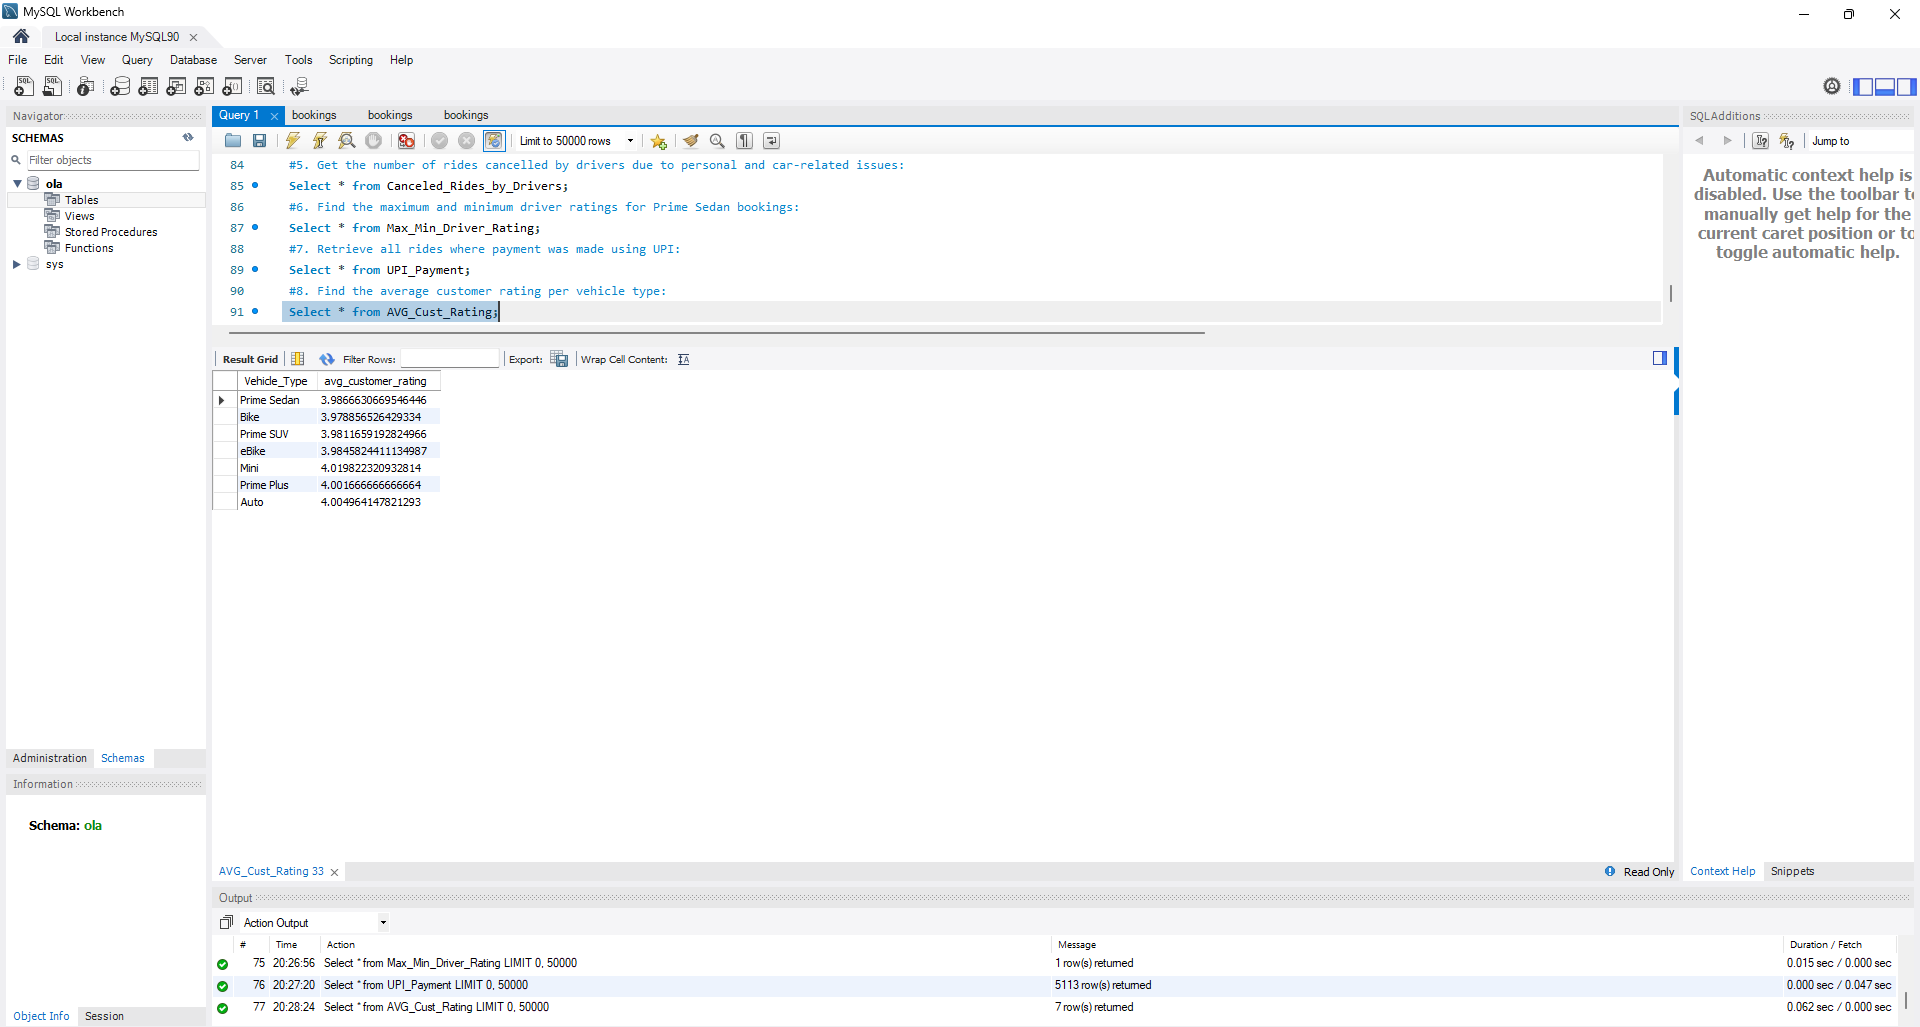 MySQL Workbench
Local instance MySQL90
File Edit View Query Database Server Tools Scripting Help
Navigator
SCHEMAS
Filter objects
ola
Tables
Views
Stored Procedures
Functions
sys
Administration Schemas
Information
Schema: ola
Object Info Session
Query 1 bookings bookings bookings
Limit to 50000 rows
84 #5. Get the number of rides cancelled by drivers due to personal and car-related issues:
85 Select * from Canceled_Rides_by_Drivers;
86 #6. Find the maximum and minimum driver ratings for Prime Sedan bookings:
87 Select * from Max_Min_Driver_Rating;
88 #7. Retrieve all rides where payment was made using UPI:
89 Select * from UPI_Payment;
90 #8. Find the average customer rating per vehicle type:
91 Select * from AVG_Cust_Rating;
Result Grid Filter Rows: Export: Wrap Cell Content:
Vehicle_Type avg_customer_rating
Prime Sedan 3.9866630669546446
Bike 3.978856526429334
Prime SUV 3.9811659192824966
eBike 3.9845824411134987
Mini 4.019822320932814
Prime Plus 4.001666666666664
Auto 4.004964147821293
AVG_Cust_Rating 33
Read Only
SQLAdditions
Jump to
Automatic context help is
disabled. Use the toolbar to
manually get help for the
current caret position or to
toggle automatic help.
Context Help Snippets
Output
Action Output
# Time Action Message Duration / Fetch
75 20:26:56 Select * from Max_Min_Driver_Rating LIMIT 0, 50000 1 row(s) returned 0.015 sec / 0.000 sec
76 20:27:20 Select * from UPI_Payment LIMIT 0, 50000 5113 row(s) returned 0.000 sec / 0.047 sec
77 20:28:24 Select * from AVG_Cust_Rating LIMIT 0, 50000 7 row(s) returned 0.062 sec / 0.000 sec